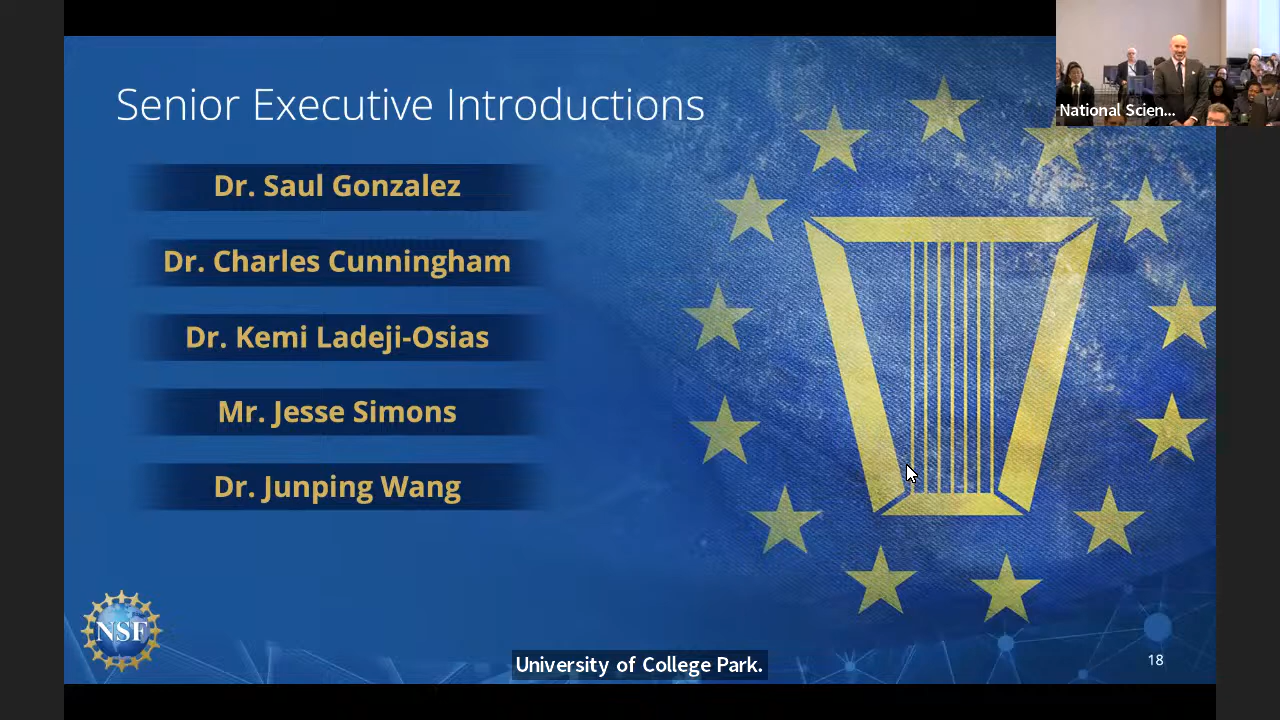 Senior Executive Introductions
National Scien...
Dr. Saul Gonzalez
Dr. Charles Cunningham
Dr. Kemi Ladeji-Osias
Mr. Jesse Simons
Dr. Junping Wang
NSF
University of College Park.
18